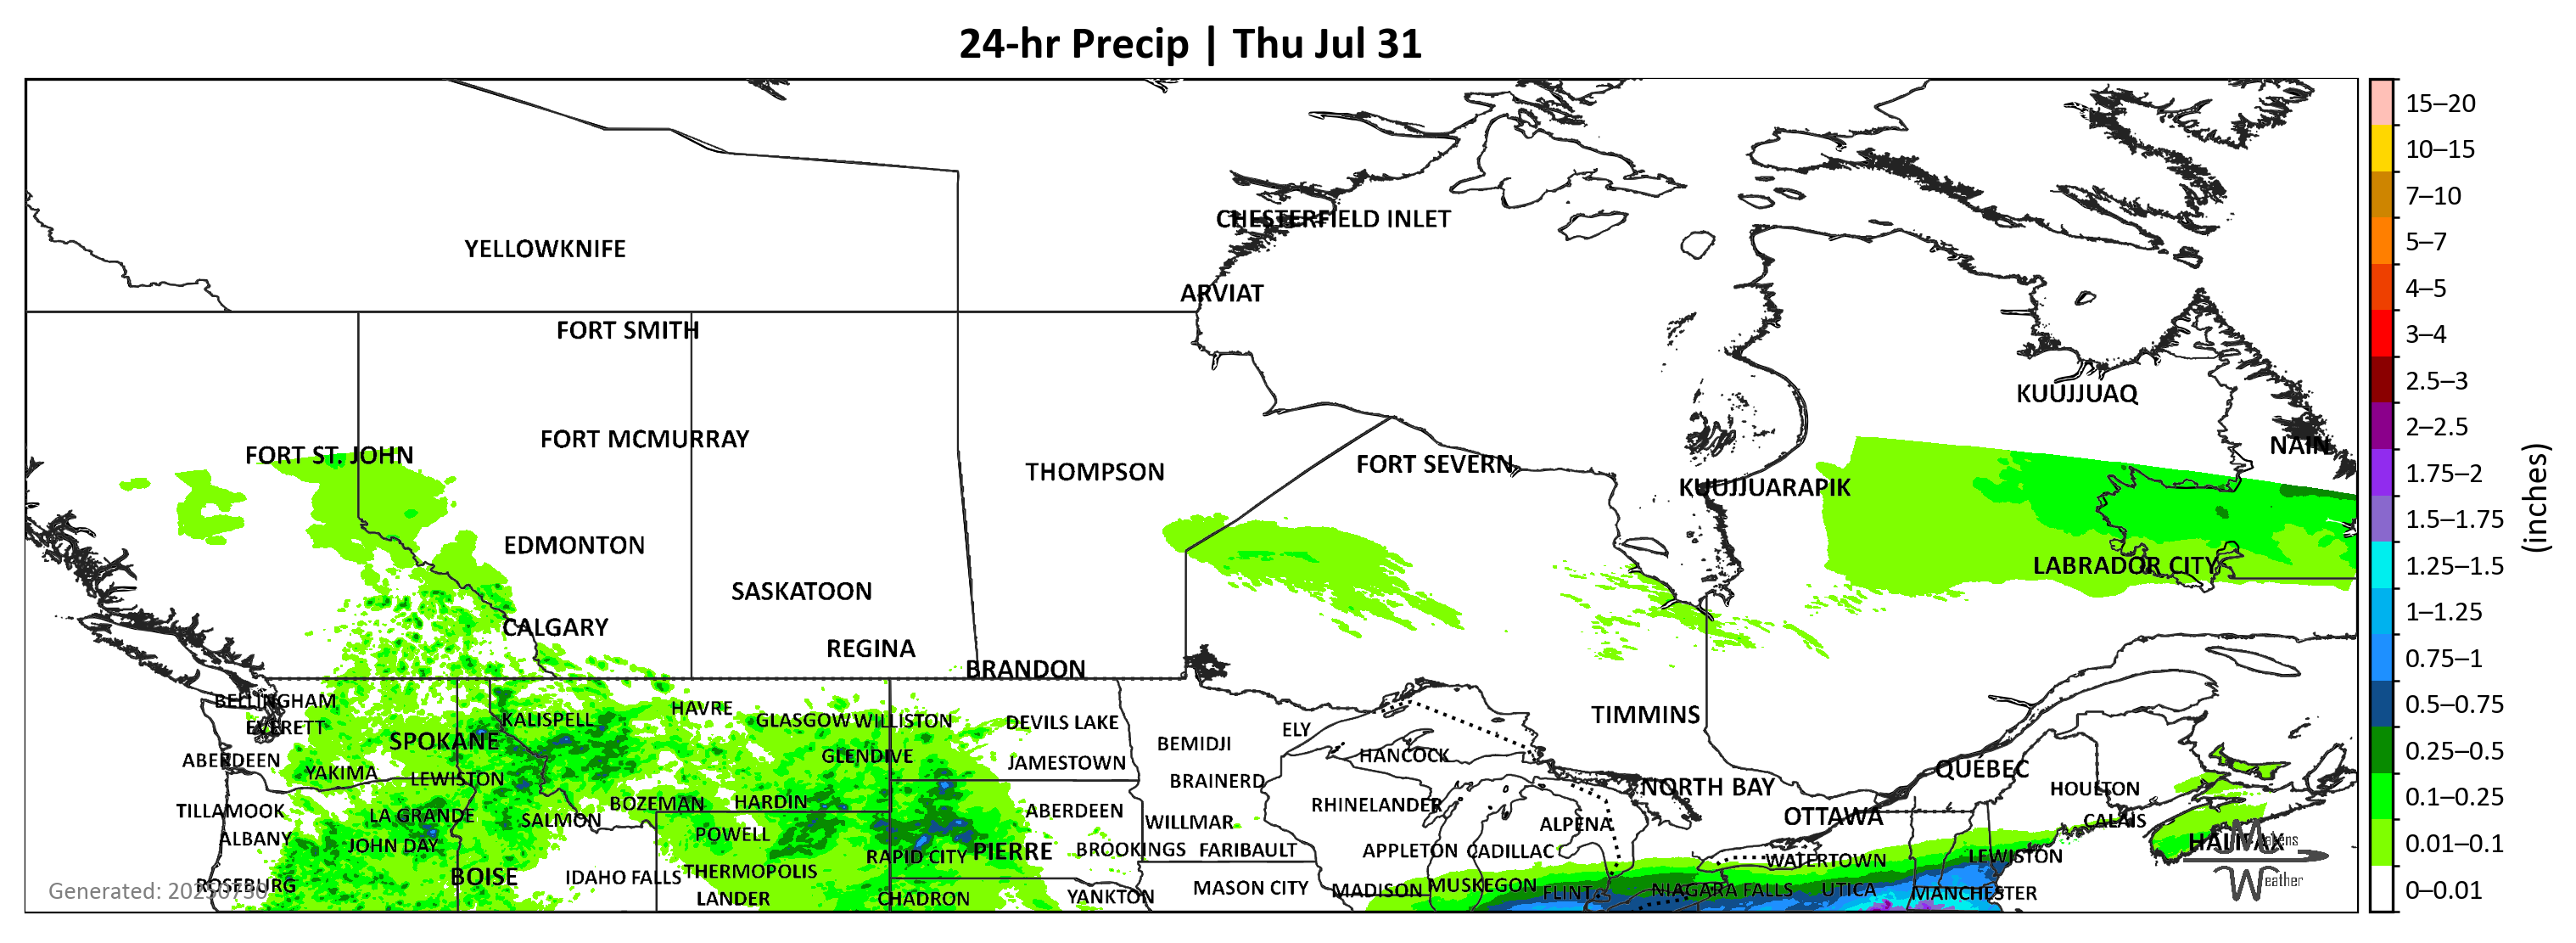 24-hr Precip | Thu Jul 31
15–20
10–15
7–10
5–7
4–5
3–4
2.5–3
2–2.5
1.75–2
1.5–1.75
1.25–1.5
1–1.25
0.75–1
0.5–0.75
0.25–0.5
0.1–0.25
0.01–0.1
0–0.01
(inches)
CHESTERFIELD INLET
YELLOWKNIFE
ARVIAT
FORT SMITH
KUUJJUAQ
FORT MCMURRAY
NAIN
FORT ST. JOHN
FORT SEVERN
THOMPSON
KUUJJUARAPIK
EDMONTON
LABRADOR CITY
SASKATOON
CALGARY
REGINA
BRANDON
BELLINGHAM
HAVRE
KALISPELL
GLASGOW WILLISTON
DEVILS LAKE
TIMMINS
EVERETT
ELY
SPOKANE
BEMIDJI
ABERDEEN
GLENDIVE
JAMESTOWN
HANCOCK
QUEBEC
YAKIMA
LEWISTON
BRAINERD
NORTH BAY
HOULTON
TILLAMOOK
LA GRANDE
SALMON
BOZEMAN
HARDIN
ABERDEEN
RHINELANDER
OTTAWA
CALAIS
ALBANY
JOHN DAY
POWELL
WILLMAR
ALPENA
HALIFAX
Makens
RAPID CITY
PIERRE
BROOKINGS
FARIBAULT
APPLETON
CADILLAC
WATERTOWN
LEWISTON
ROSEBURG
BOISE
IDAHO FALLS
THERMOPOLIS
MASON CITY
MADISON
MUSKEGON
FLINT
NIAGARA FALLS
UTICA
MANCHESTER
Weather
LANDER
CHADRON
YANKTON
Generated: 20250730